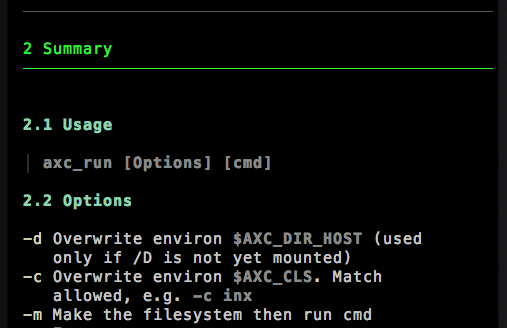 2 Summary
2.1 Usage
axc_run [Options] [cmd]
2.2 Options
-d Overwrite environ $AXC_DIR_HOST (used
only if /D is not yet mounted)
-c Overwrite environ $AXC_CLS. Match
allowed, e.g. -c inx
-m Make the filesystem then run cmd